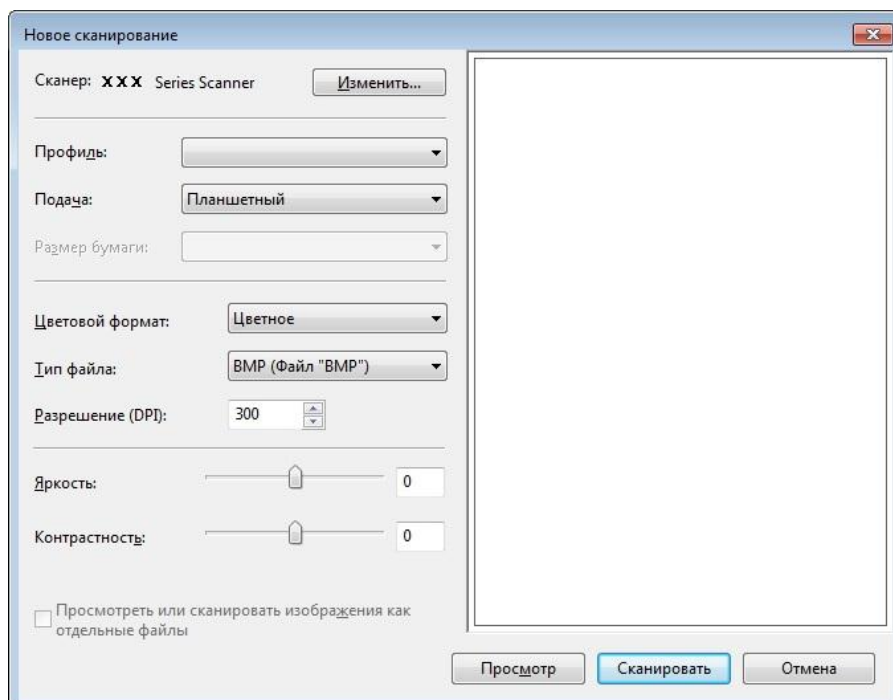 Новое сканирование
Сканер: XXX Series Scanner Изменить...
Профиль:
Подача: Планшетный
Размер бумаги:
Цветовой формат: Цветное
Тип файла: BMP (Файл "BMP")
Разрешение (DPI): 300
Яркость: 0
Контрастность: 0
Просмотреть или сканировать изображения как
отдельные файлы
Просмотр Сканировать Отмена